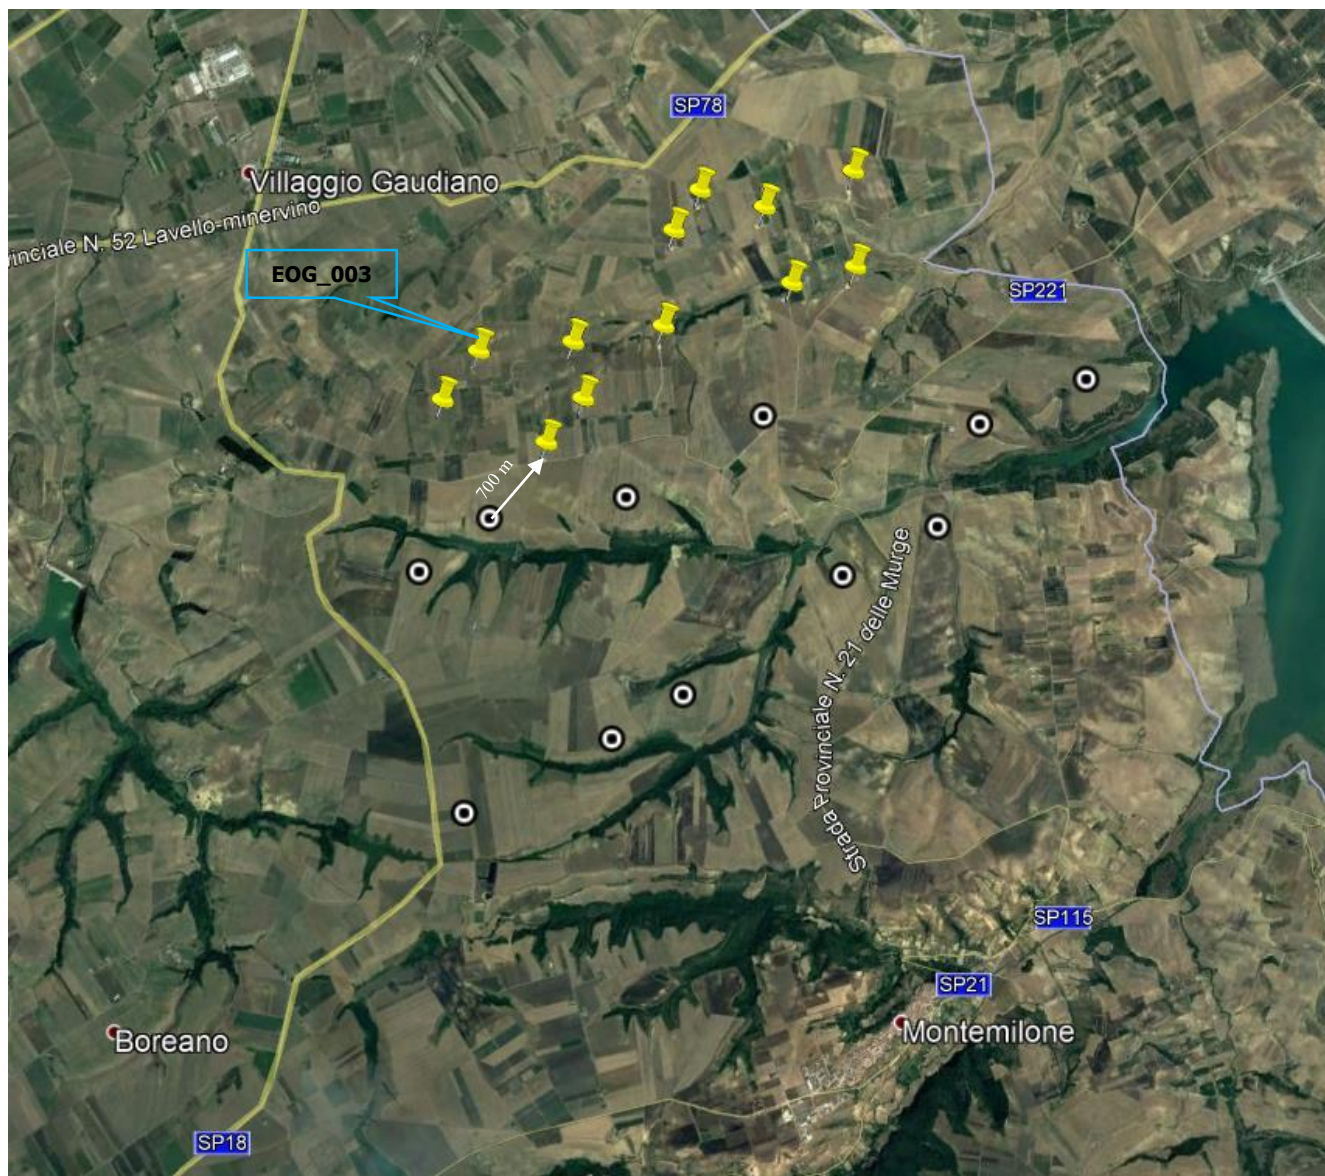 SP78
Villaggio Gaudiano
vinciale N. 52 Lavello-minervino
EOG_003
SP221
700 m
Strada Provinciale N. 21 delle Murge
SP115
SP21
Boreano
Montemilone
SP18